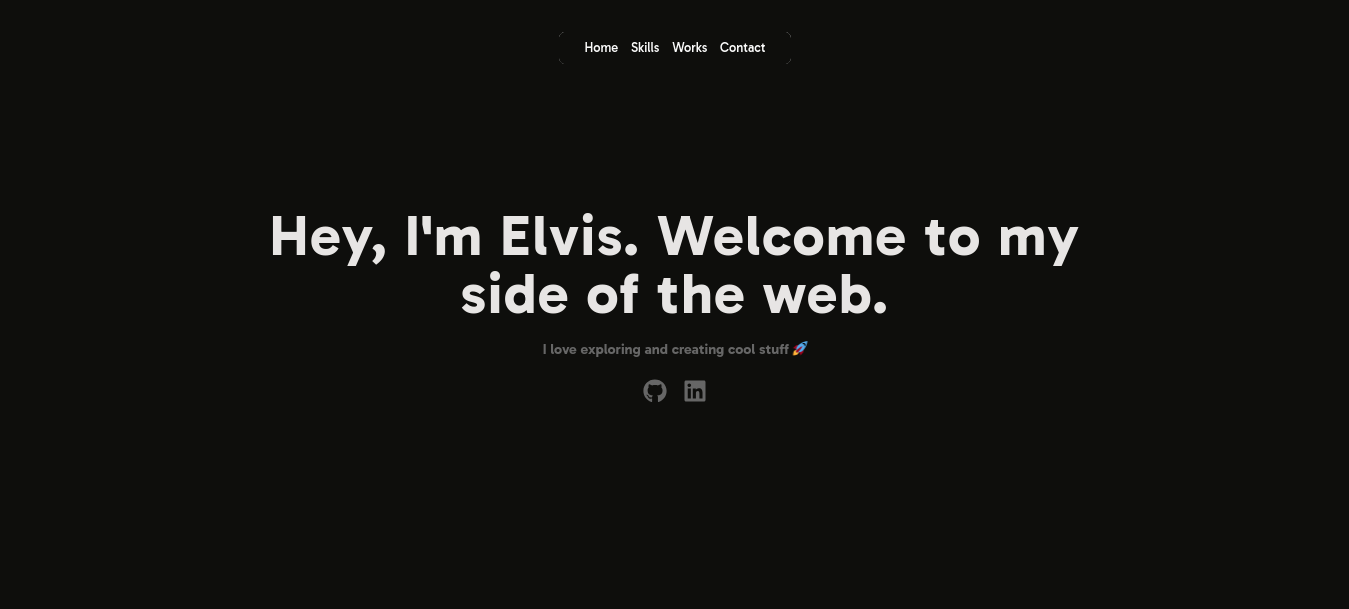 Home Skills Works Contact
Hey, I'm Elvis. Welcome to my
side of the web.
I love exploring and creating cool stuff 🚀
in